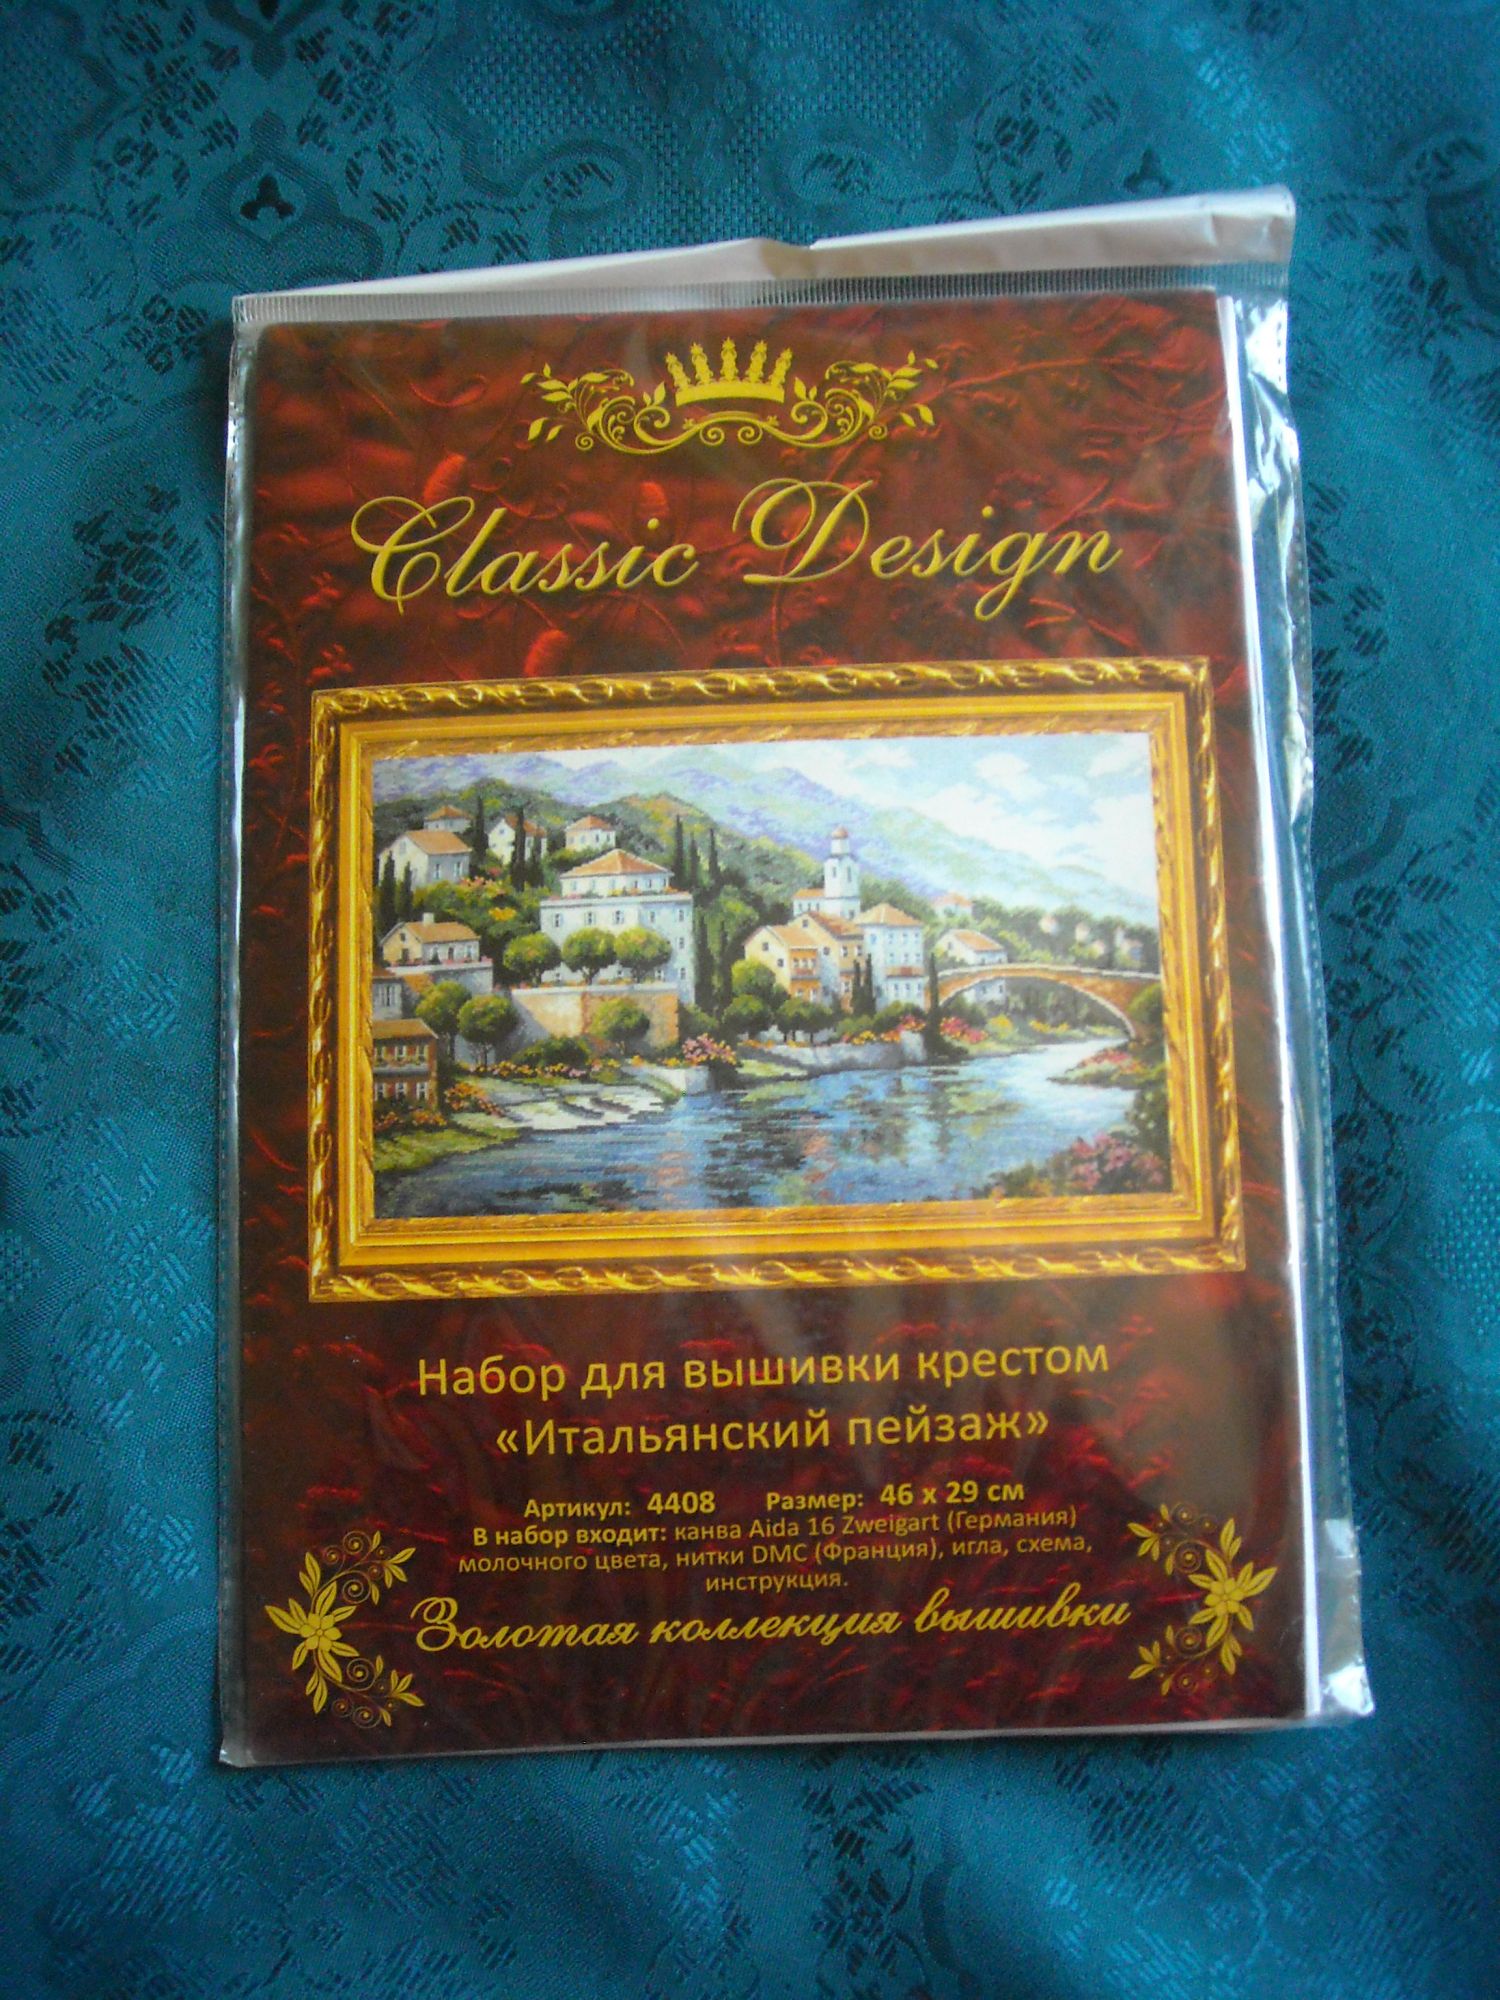 Classic Design
Набор для вышивки крестом
«Итальянский пейзаж»
Артикул: 4408 Размер: 46 х 29 см
В набор входит: канва Aida 16 Zweigart (Германия)
молочного цвета, нитки DMC (Франция), игла, схема,
инструкция.
Золотая коллекция вышивки